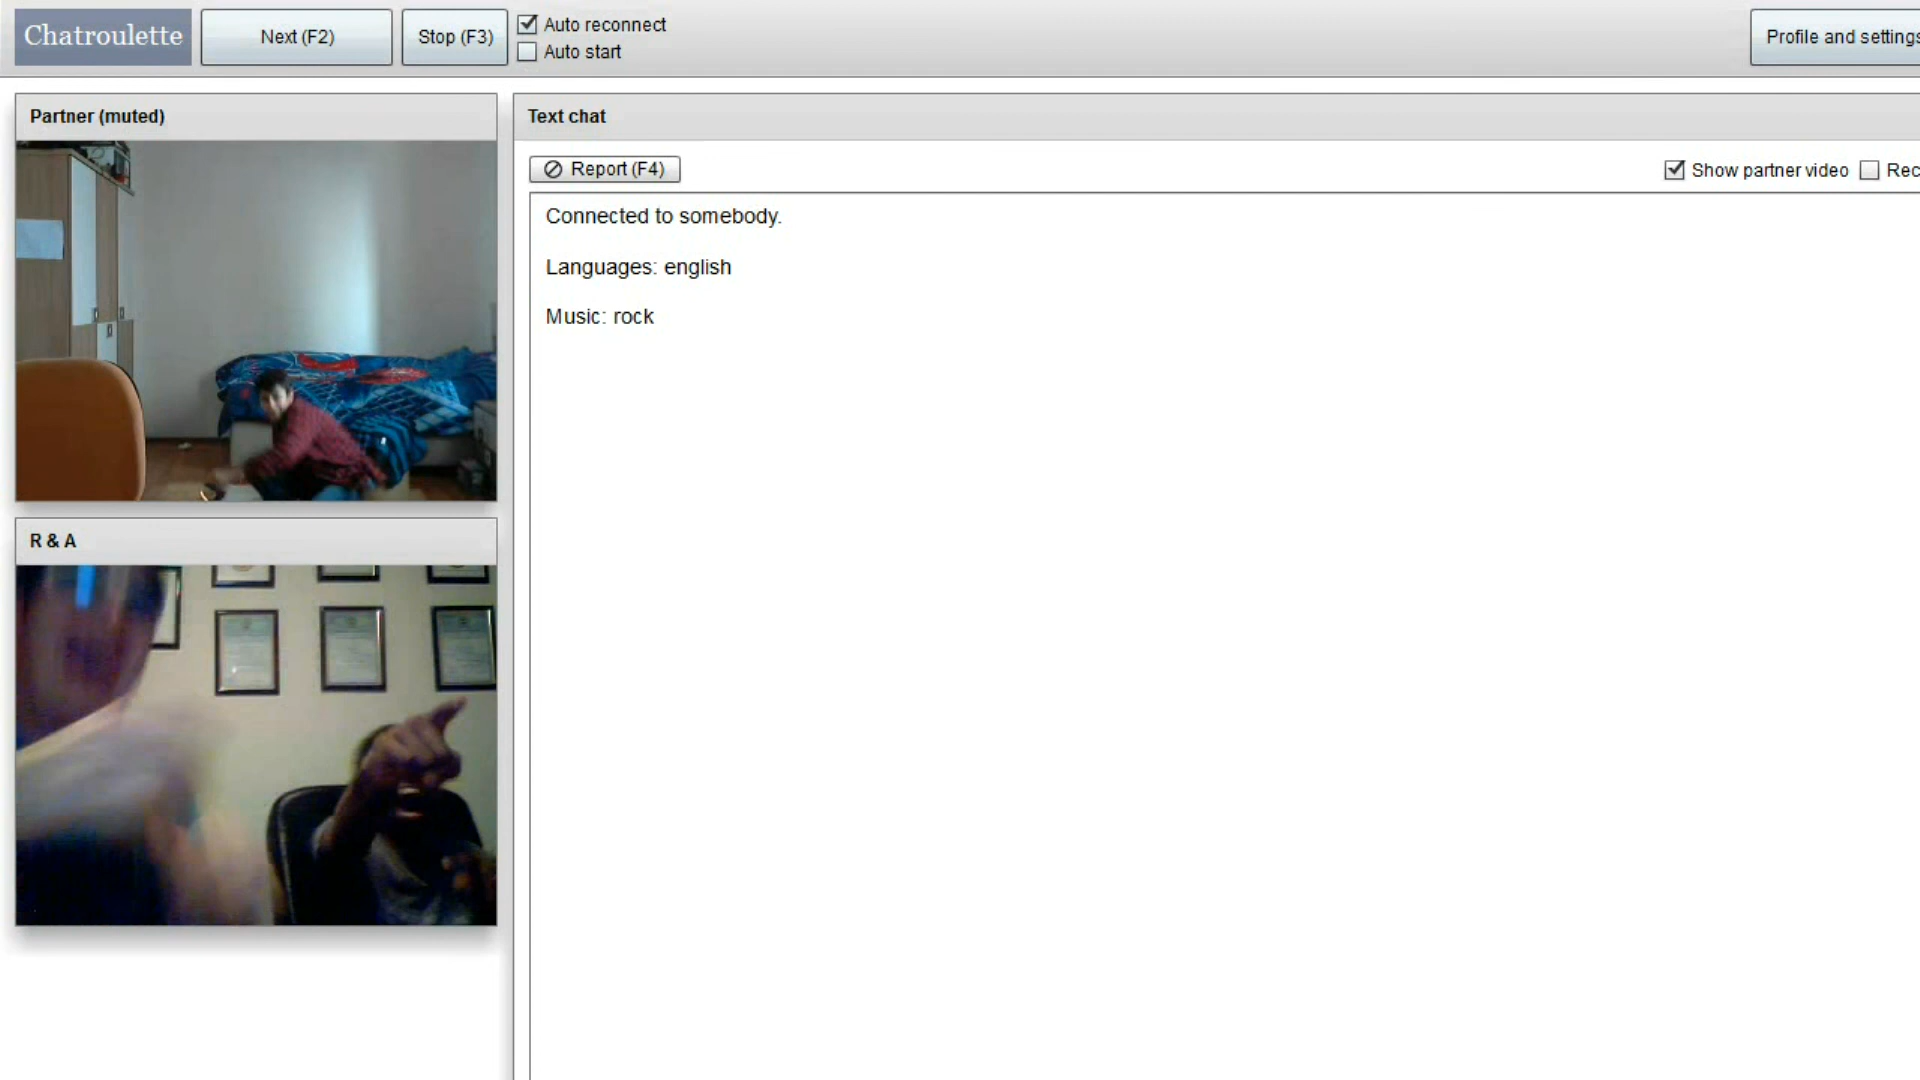 Chatroulette
Next (F2)
Stop (F3)
Auto reconnect
Auto start
Profile and settings
Partner (muted)
Text chat
Report (F4)
Show partner video
Rec
Connected to somebody.
Languages: english
Music: rock
R & A